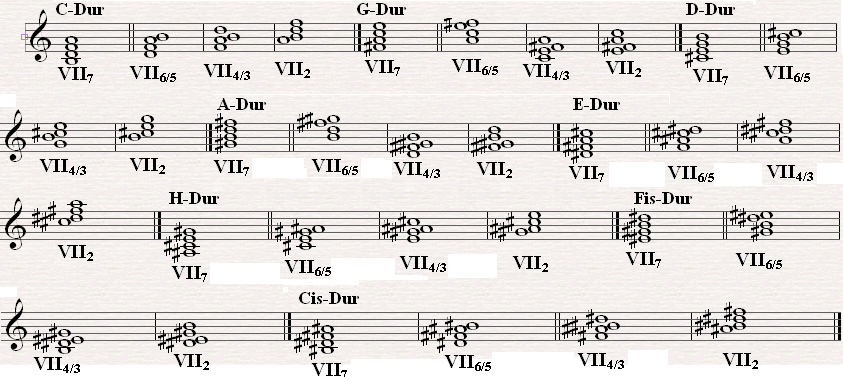 C-Dur G-Dur D-Dur
VII7 VII6/5 VII4/3 VII2 VII7 VII6/5 VII4/3 VII2 VII7 VII6/5
A-Dur E-Dur
VII4/3 VII2 VII7 VII6/5 VII4/3 VII2 VII7 VII6/5 VII4/3
H-Dur Fis-Dur
VII2 VII7 VII6/5 VII4/3 VII2 VII7 VII6/5
Cis-Dur
VII4/3 VII2 VII7 VII6/5 VII4/3 VII2